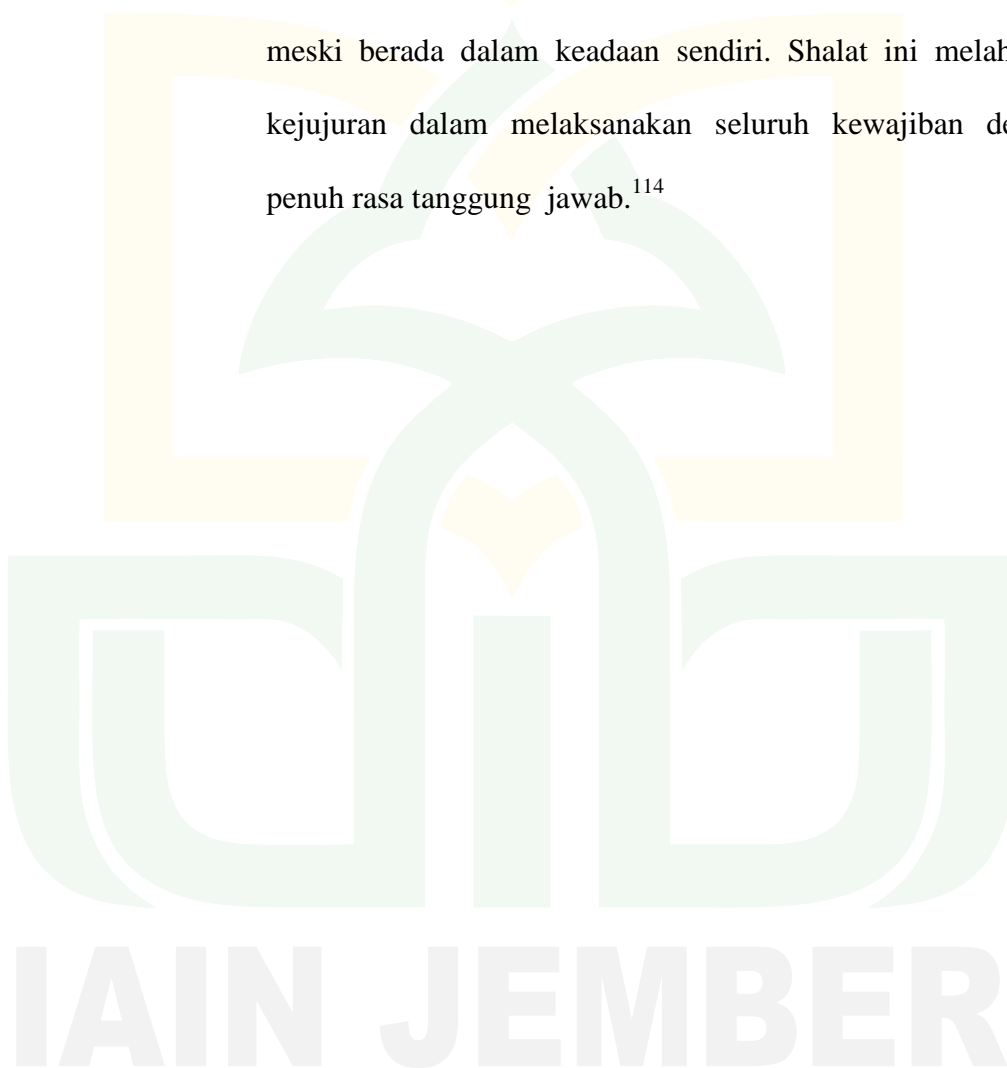 meski berada dalam keadaan sendiri. Shalat ini melah
kejujuran dalam melaksanakan seluruh kewajiban de
penuh rasa tanggung jawab.114
IAIN JEMBER